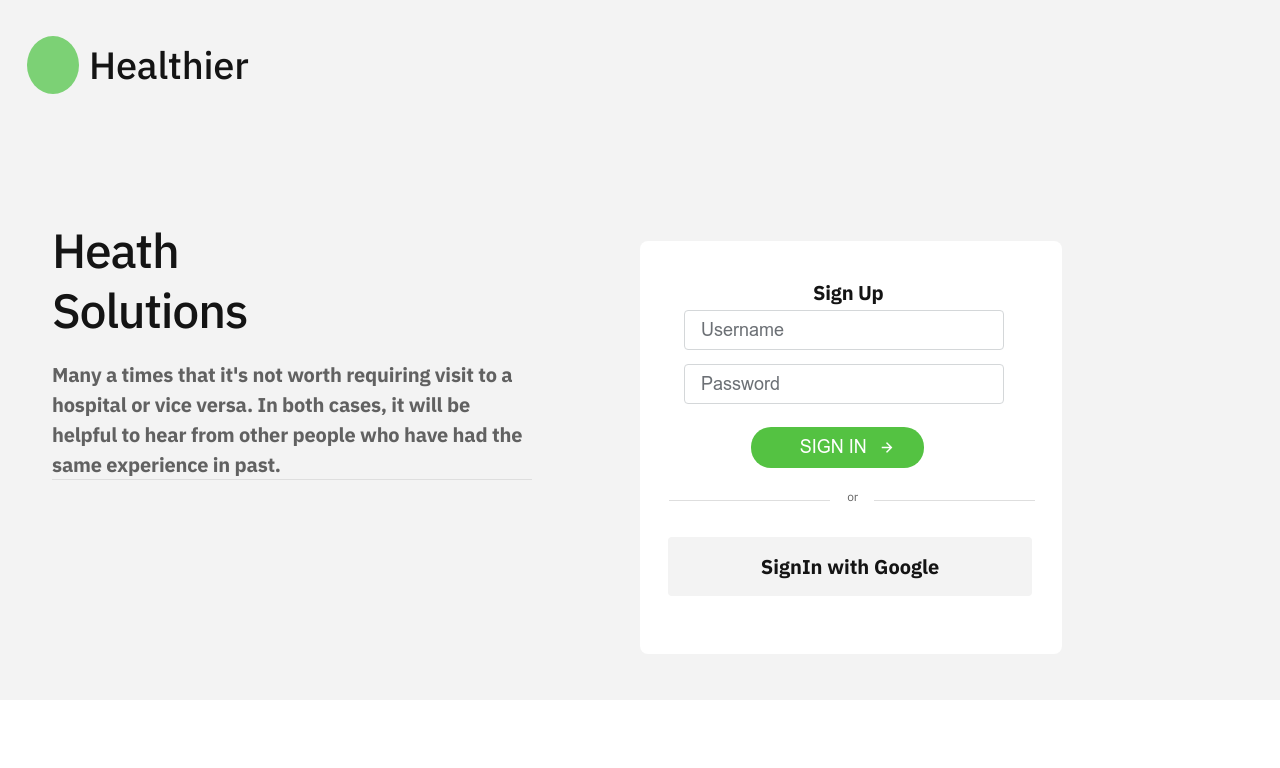 Healthier
Heath
Solutions
Many a times that it's not worth requiring visit to a
hospital or vice versa. In both cases, it will be
helpful to hear from other people who have had the
same experience in past.
Sign Up
Username
Password
SIGN IN
or
SignIn with Google